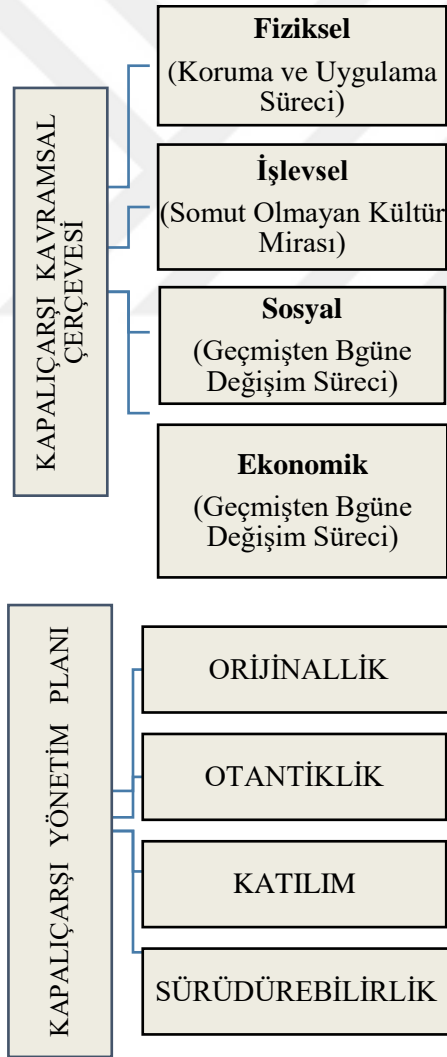 KAPALIÇARŞI KAVRAMSAL
ÇERÇEVESİ
Fiziksel
(Koruma ve Uygulama
Süreci)
İşlevsel
(Somut Olmayan Kültür
Mirası)
Sosyal
(Geçmişten Bgüne
Değişim Süreci)
Ekonomik
(Geçmişten Bgüne
Değişim Süreci)
KAPALIÇARŞI YÖNETİM PLANI
ORİJİNALLİK
OTANTİKLİK
KATILIM
SÜRÜDÜREBİLİRLİK